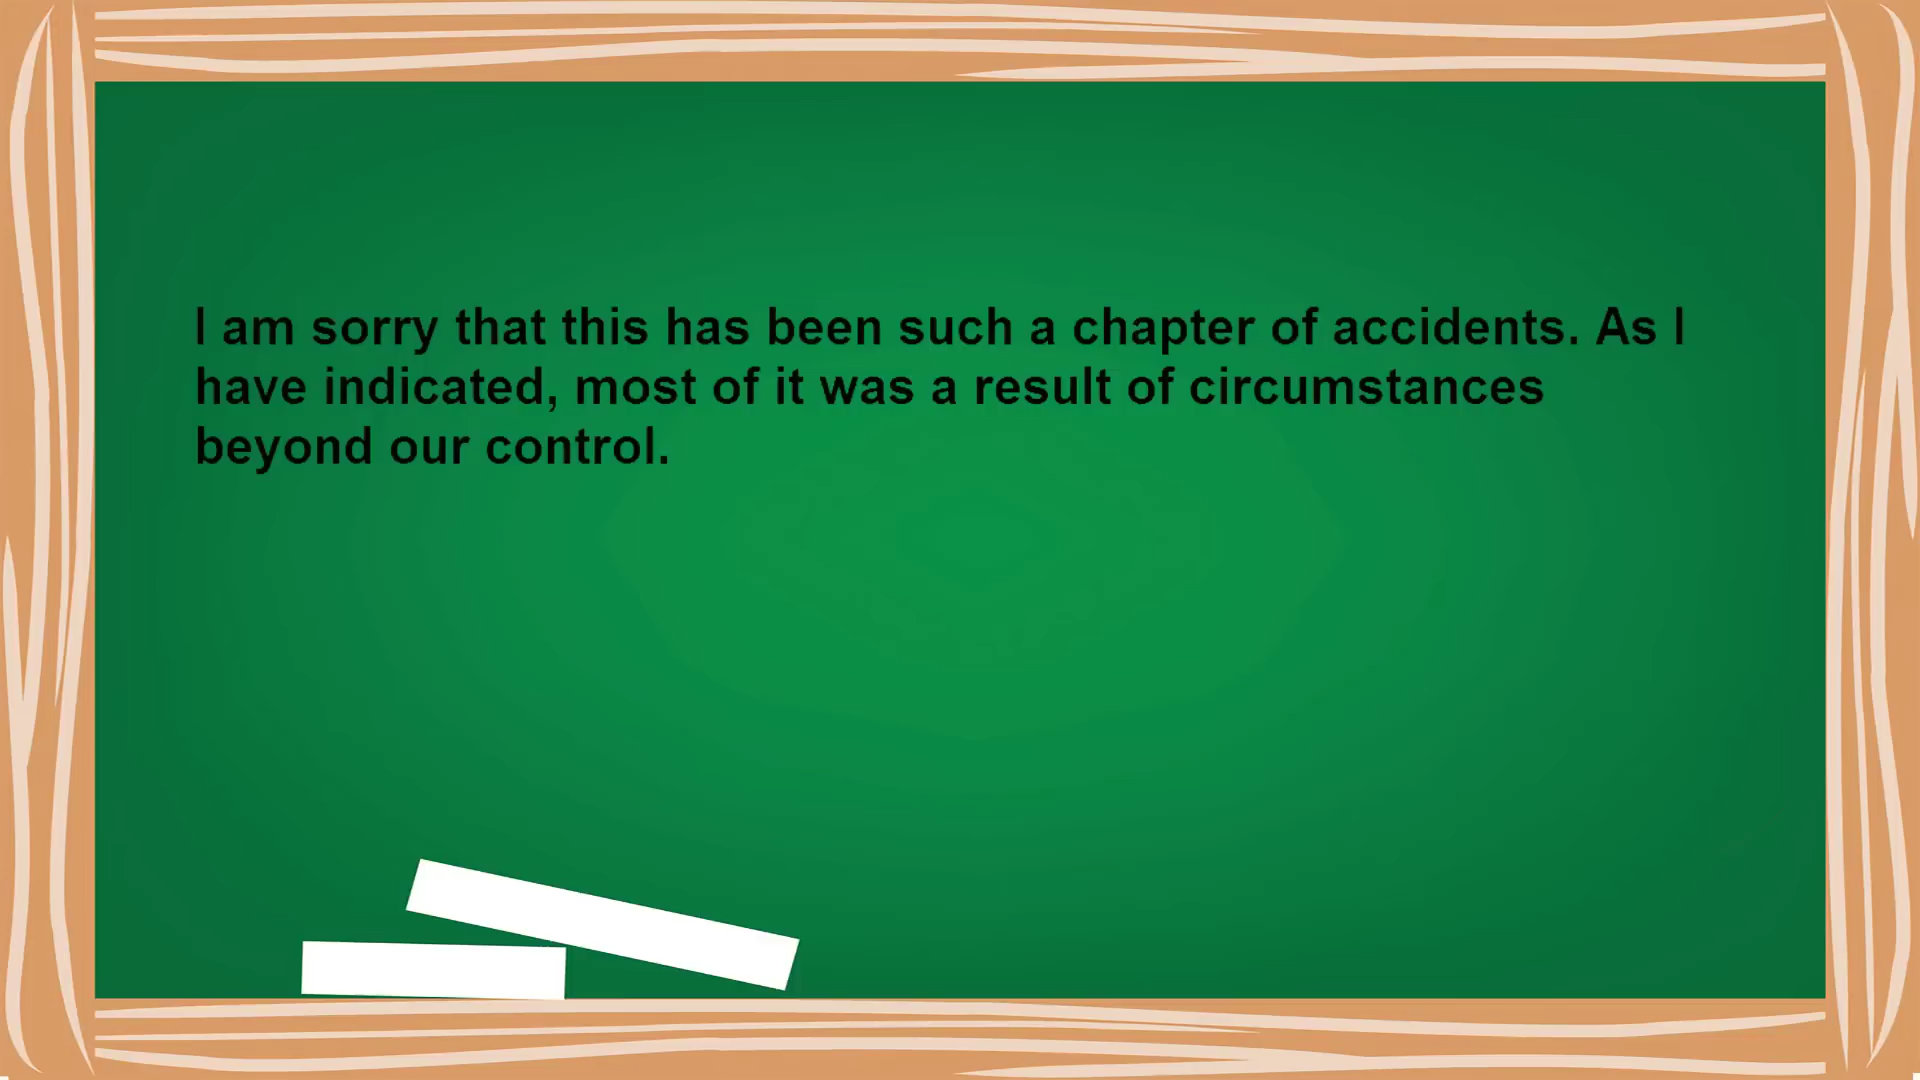 I am sorry that this has been such a chapter of accidents. As I
have indicated, most of it was a result of circumstances
beyond our control.